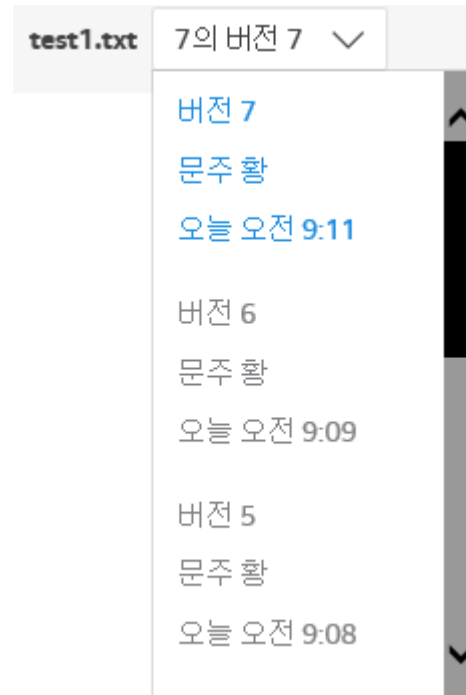 test1.txt 7의 버전 7
버전 7
문주 황
오늘 오전 9:11
버전 6
문주 황
오늘 오전 9:09
버전 5
문주 황
오늘 오전 9:08